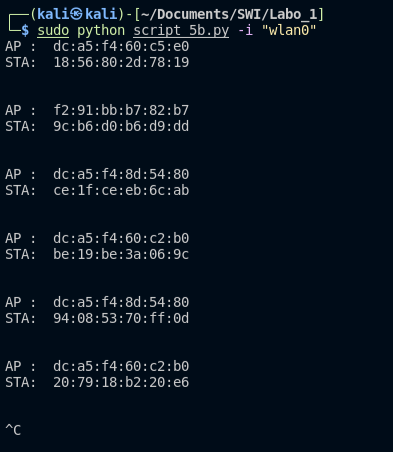 ┌──(kali㉿kali)-[~/Documents/SWI/Labo_1]
└─$ sudo python script_5b.py -i "wlan0"
AP :  dc:a5:f4:60:c5:e0
STA:  18:56:80:2d:78:19
AP :  f2:91:bb:b7:82:b7
STA:  9c:b6:d0:b6:d9:dd
AP :  dc:a5:f4:8d:54:80
STA:  ce:1f:ce:eb:6c:ab
AP :  dc:a5:f4:60:c2:b0
STA:  be:19:be:3a:06:9c
AP :  dc:a5:f4:8d:54:80
STA:  94:08:53:70:ff:0d
AP :  dc:a5:f4:60:c2:b0
STA:  20:79:18:b2:20:e6
^C